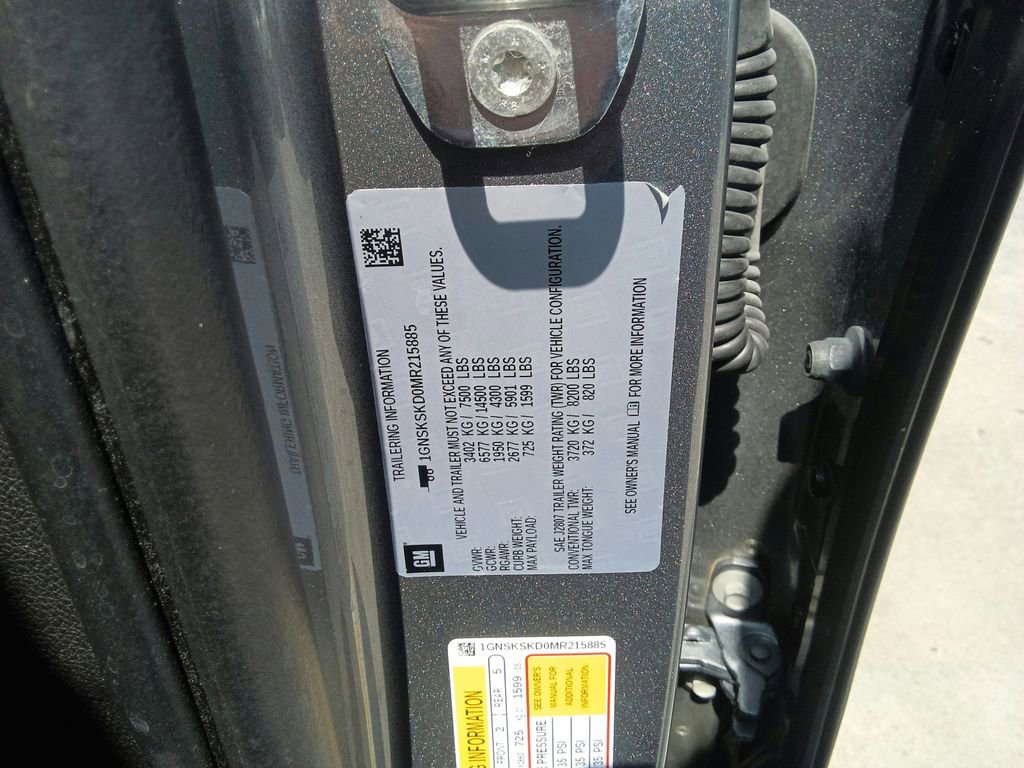 TRAILERING INFORMATION
GM 1GNSKSKD0MR215885
VEHICLE AND TRAILER MUST NOT EXCEED ANY OF THESE VALUES.
GVWR: 3402 KG / 7500 LBS
GCWR: 6577 KG / 14500 LBS
RGAWR: 1950 KG / 4300 LBS
CURB WEIGHT: 2677 KG / 5901 LBS
MAX PAYLOAD: 725 KG / 1599 LBS
SAE J2807 TRAILER WEIGHT RATING (TWR) FOR VEHICLE CONFIGURATION.
CONVENTIONAL TWR: 3720 KG / 8200 LBS
MAX TONGUE WEIGHT: 372 KG / 820 LBS
SEE OWNER'S MANUAL FOR MORE INFORMATION
1GNSKSKD0MR215885
G INFORMATION
FRONT 2 REAR 5
725 1599
PRESSURE
35 PSI
35 PSI
35 PSI
SEE OWNER'S
MANUAL FOR
ADDITIONAL
INFORMATION